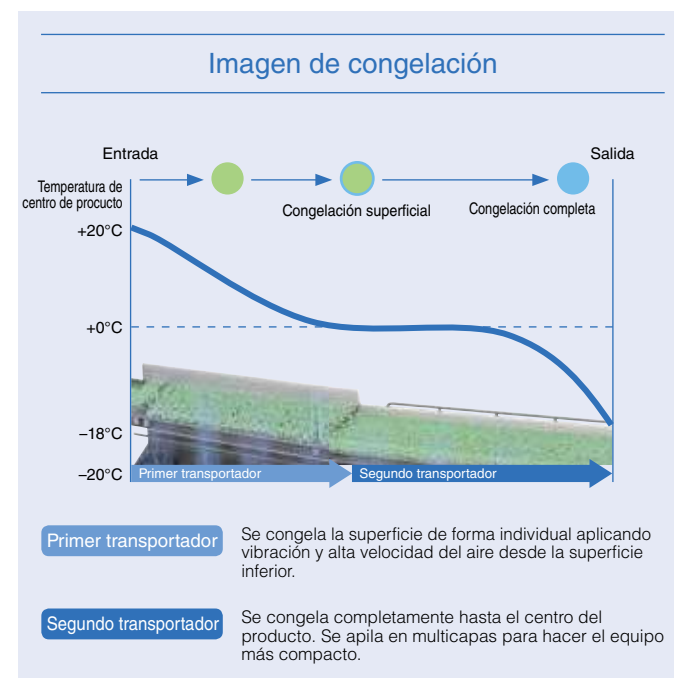 Imagen de congelación
Entrada
Salida
Temperatura de
centro de procucto
Congelación superficial
Congelación completa
+20°C
+0°C
–18°C
–20°C
Primer transportador
Segundo transportador
Primer transportador
Se congela la superficie de forma individual aplicando
vibración y alta velocidad del aire desde la superficie
inferior.
Segundo transportador
Se congela completamente hasta el centro del
producto. Se apila en multicapas para hacer el equipo
más compacto.